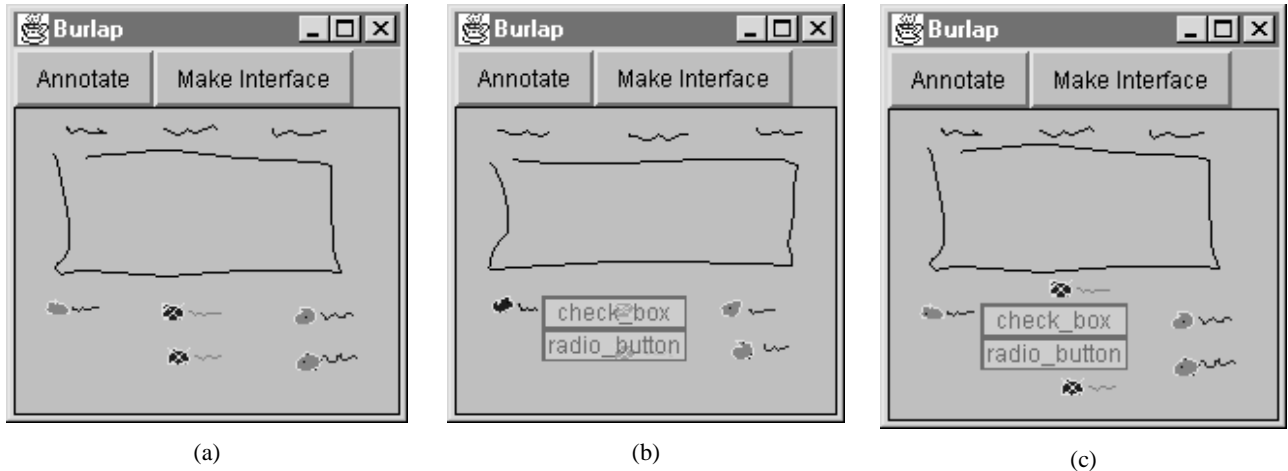 Burlap
Annotate Make Interface
(a)
Burlap
Annotate Make Interface
check_box
radio_button
(b)
Burlap
Annotate Make Interface
check_box
radio_button
(c)